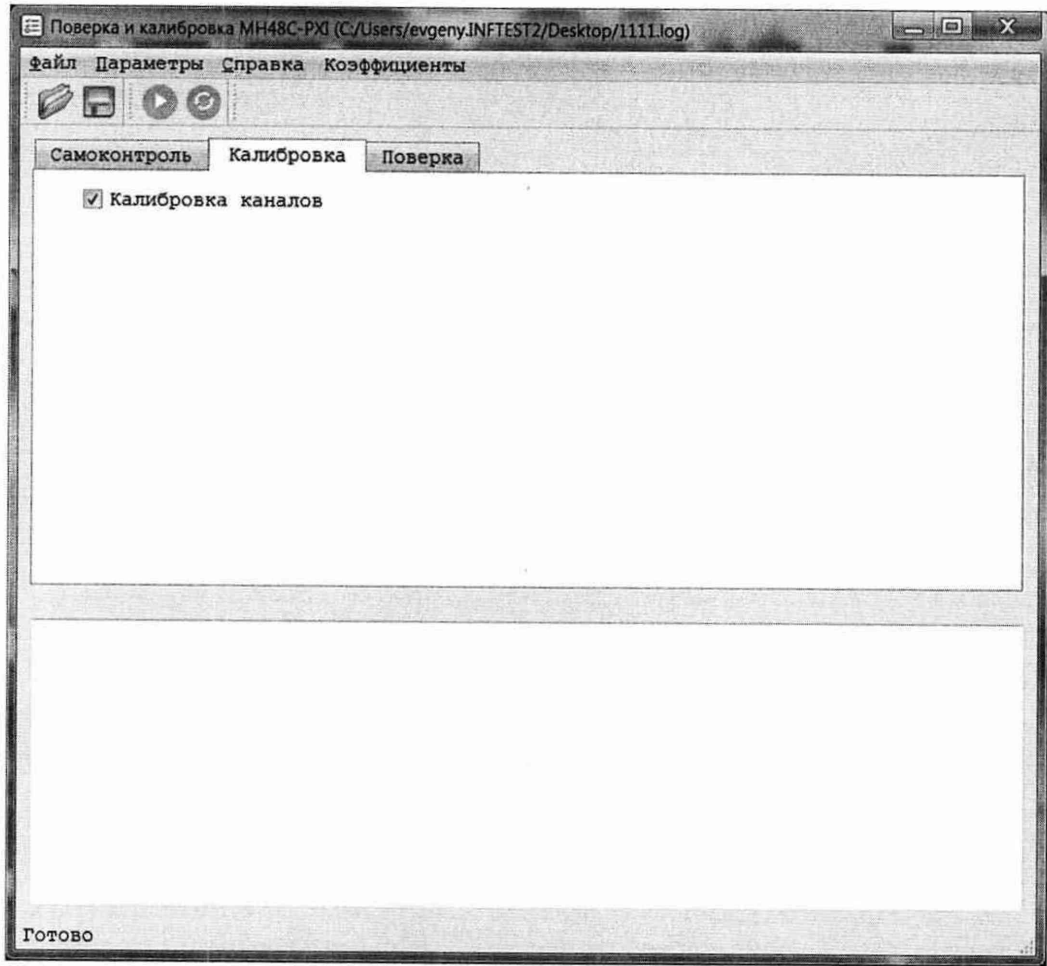 Поверка и калибровка МН48С-PXI (C:/Users/evgeny.INFTEST2/Desktop/1111.log)
Файл Параметры Справка Коэффициенты
Самоконтроль Калибровка Поверка
Калибровка каналов
Готово